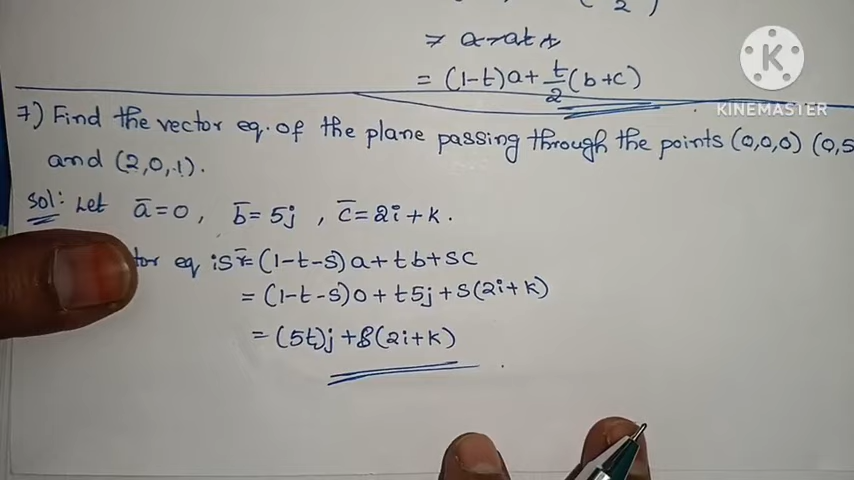 2
⇒ a-at+
= (1-t)a+ t/2 (b+c)
KINEMASTER
7) Find the vector eq. of the plane passing through the points (0,0,0) (0,5
and (2,0,1).
Sol: Let a̅=0, b̅=5j, c̅=2i+k.
tor eq is r̅=(1-t-s)a+tb+sc
=(1-t-s)0+t5j+s(2i+k)
=(5t)j+s(2i+k)